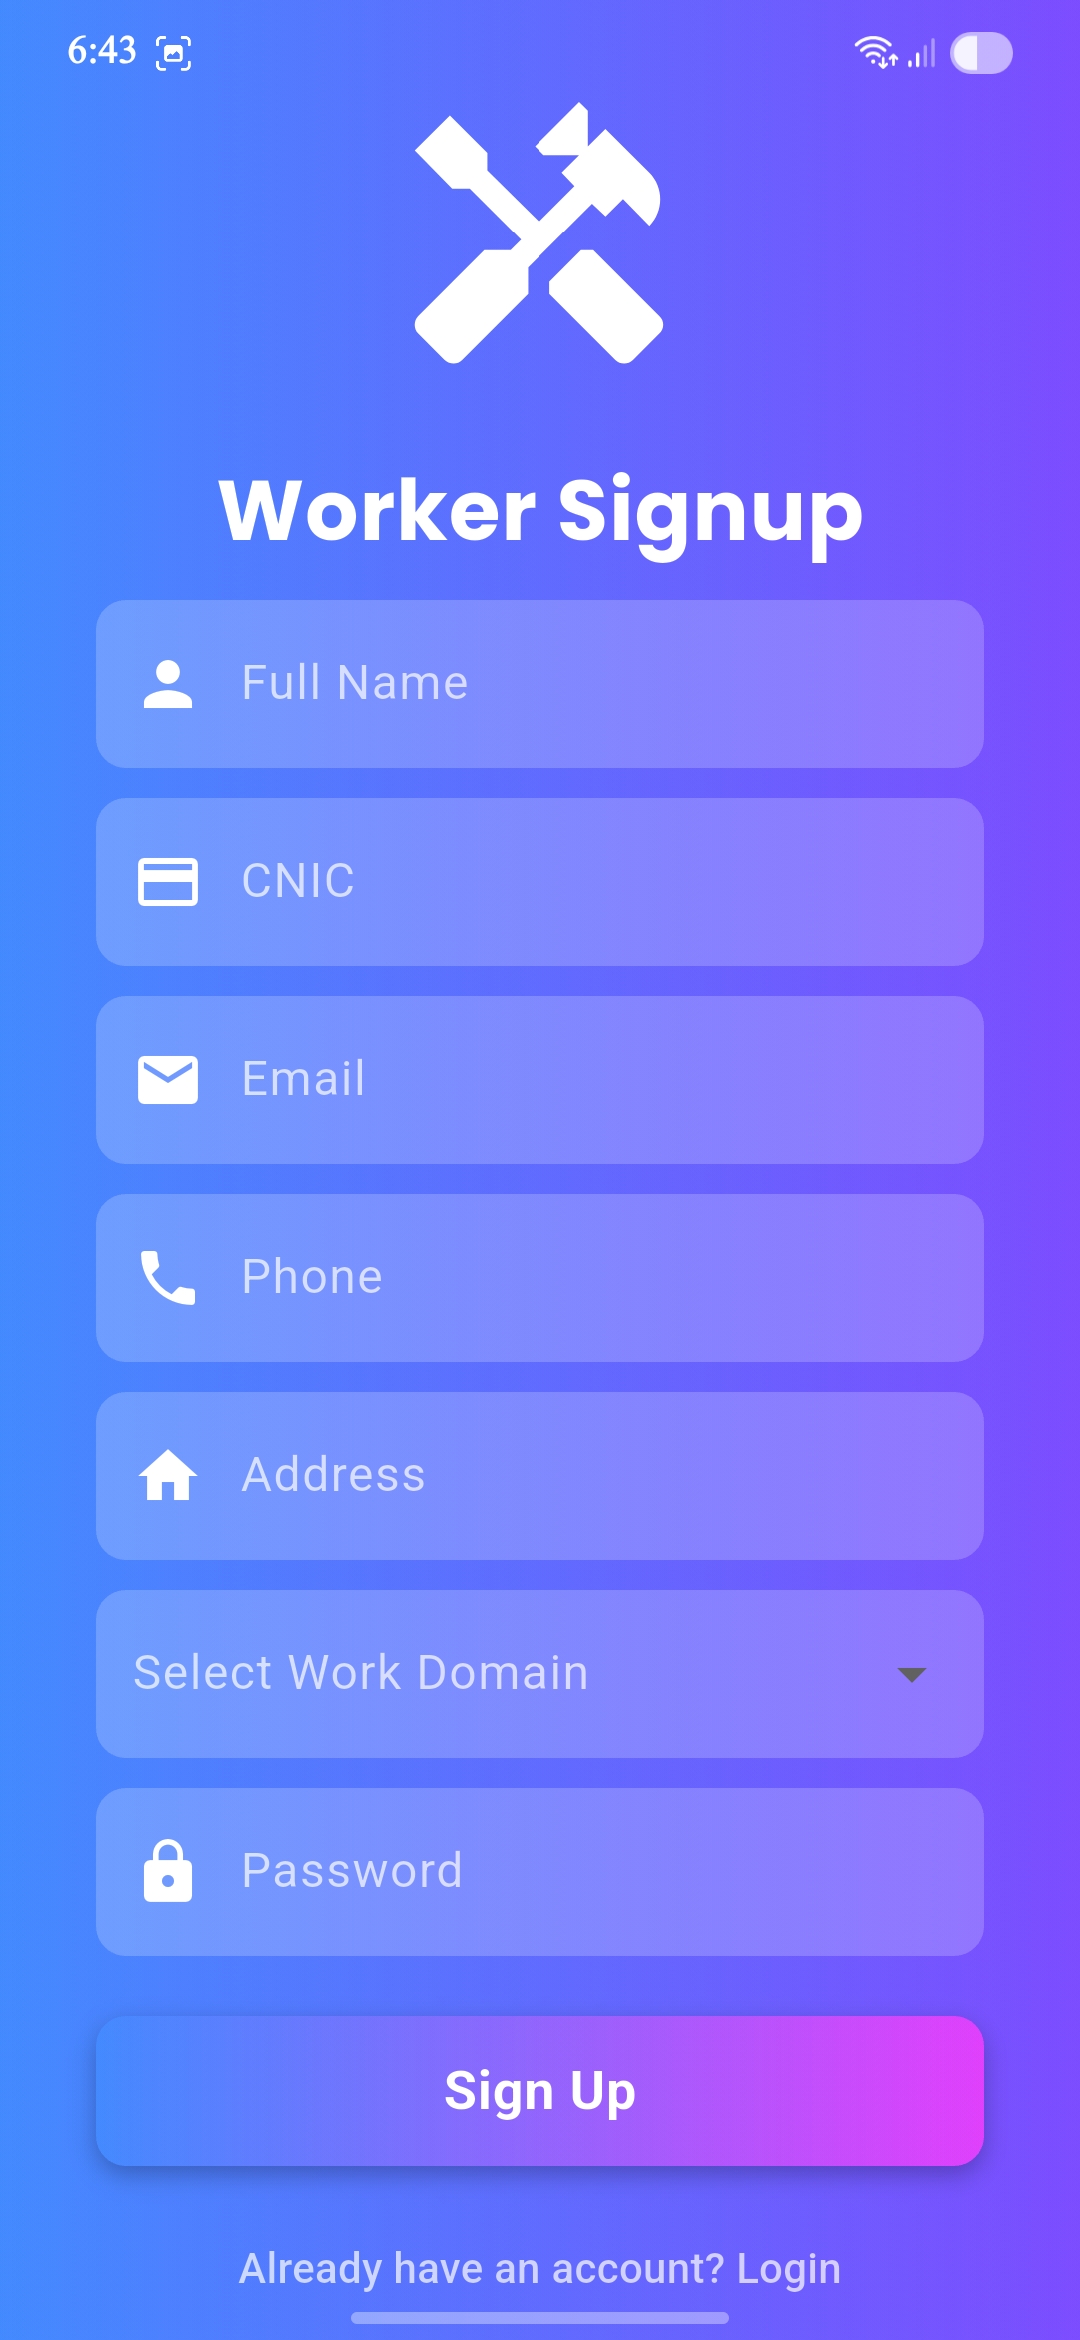 6:43
Worker Signup
Full Name
CNIC
Email
Phone
Address
Select Work Domain
Password
Sign Up
Already have an account? Login